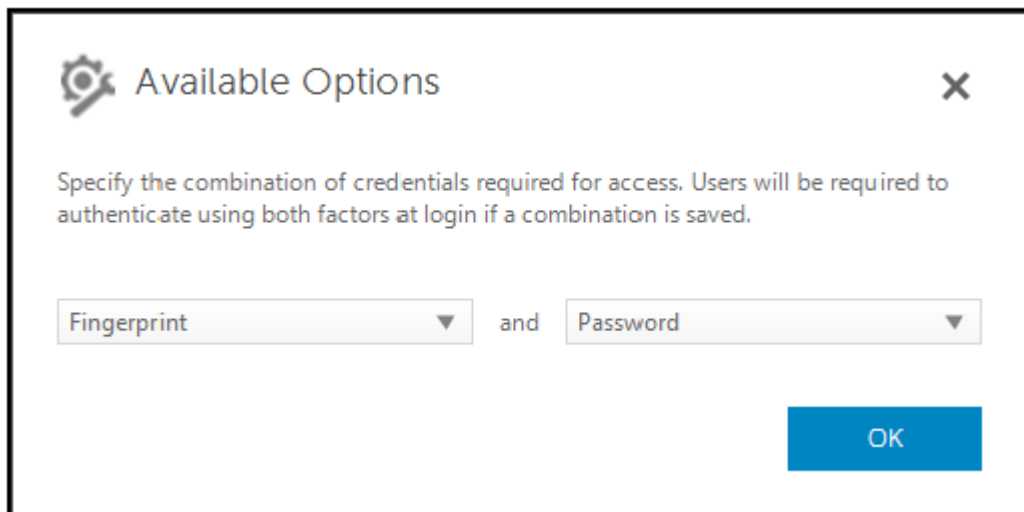 Available Options
Specify the combination of credentials required for access. Users will be required to
authenticate using both factors at login if a combination is saved.
Fingerprint and Password
OK